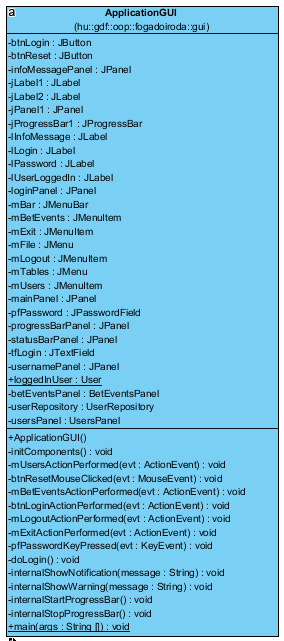 a
ApplicationGUI
(hu::gdf::oop::fogadoiroda::gui)
-btnLogin : JButton
-btnReset : JButton
-infoMessagePanel : JPanel
-jLabel1 : JLabel
-jLabel2 : JLabel
-jPanel1 : JPanel
-jProgressBar1 : JProgressBar
-lInfoMessage : JLabel
-lLogin : JLabel
-lPassword : JLabel
-lUserLoggedIn : JLabel
-loginPanel : JPanel
-mBar : JMenuBar
-mBetEvents : JMenuItem
-mExit : JMenuItem
-mFile : JMenu
-mLogout : JMenuItem
-mTables : JMenu
-mUsers : JMenuItem
-mainPanel : JPanel
-pfPassword : JPasswordField
-progressBarPanel : JPanel
-statusBarPanel : JPanel
-tfLogin : JTextField
-usernamePanel : JPanel
+loggedInUser : User
-betEventsPanel : BetEventsPanel
-userRepository : UserRepository
-usersPanel : UsersPanel
+ApplicationGUI()
-initComponents() : void
-mUsersActionPerformed(evt : ActionEvent) : void
-btnResetMouseClicked(evt : MouseEvent) : void
-mBetEventsActionPerformed(evt : ActionEvent) : void
-btnLoginActionPerformed(evt : ActionEvent) : void
-mLogoutActionPerformed(evt : ActionEvent) : void
-mExitActionPerformed(evt : ActionEvent) : void
-pfPasswordKeyPressed(evt : KeyEvent) : void
-doLogin() : void
-internalShowNotification(message : String) : void
-internalShowWarning(message : String) : void
-internalStartProgressBar() : void
-internalStopProgressBar() : void
+main(args : String []) : void